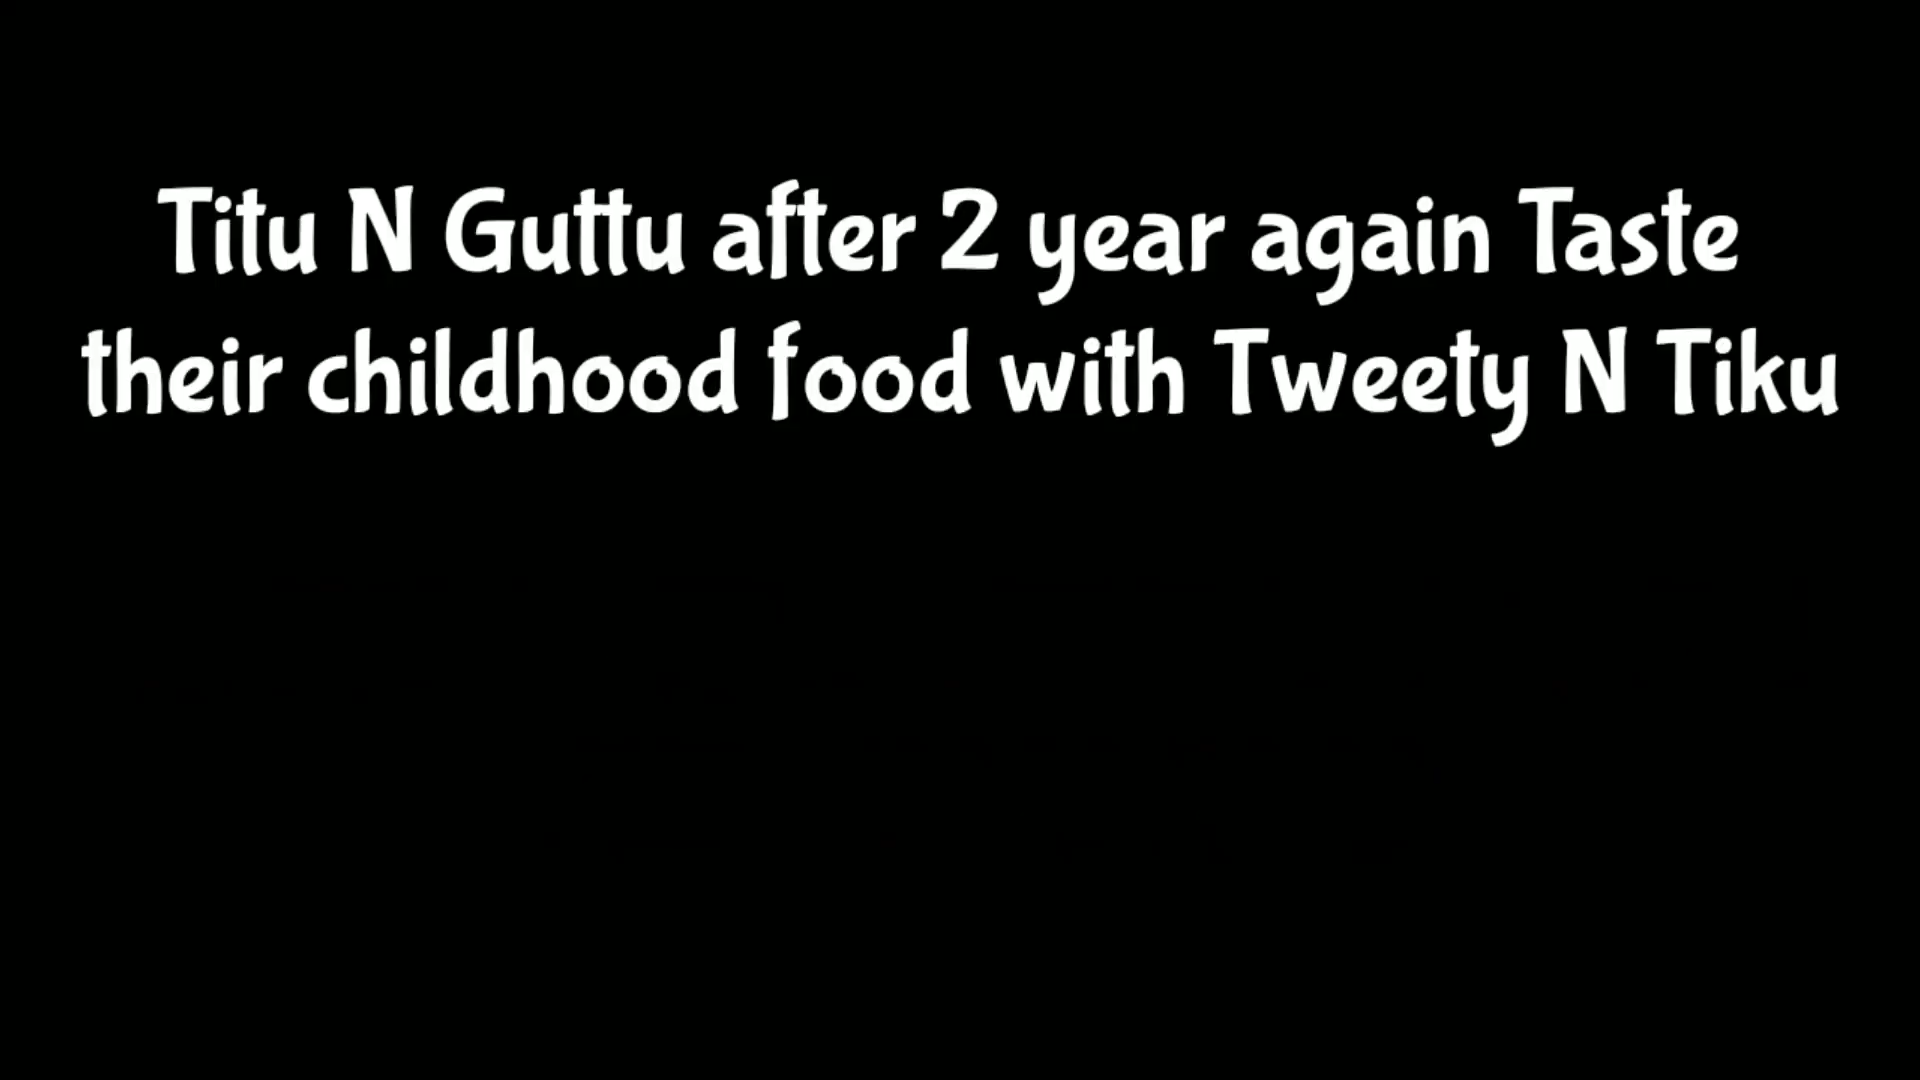 Titu N Guttu after 2 year again Taste
their childhood food with Tweety N Tiku